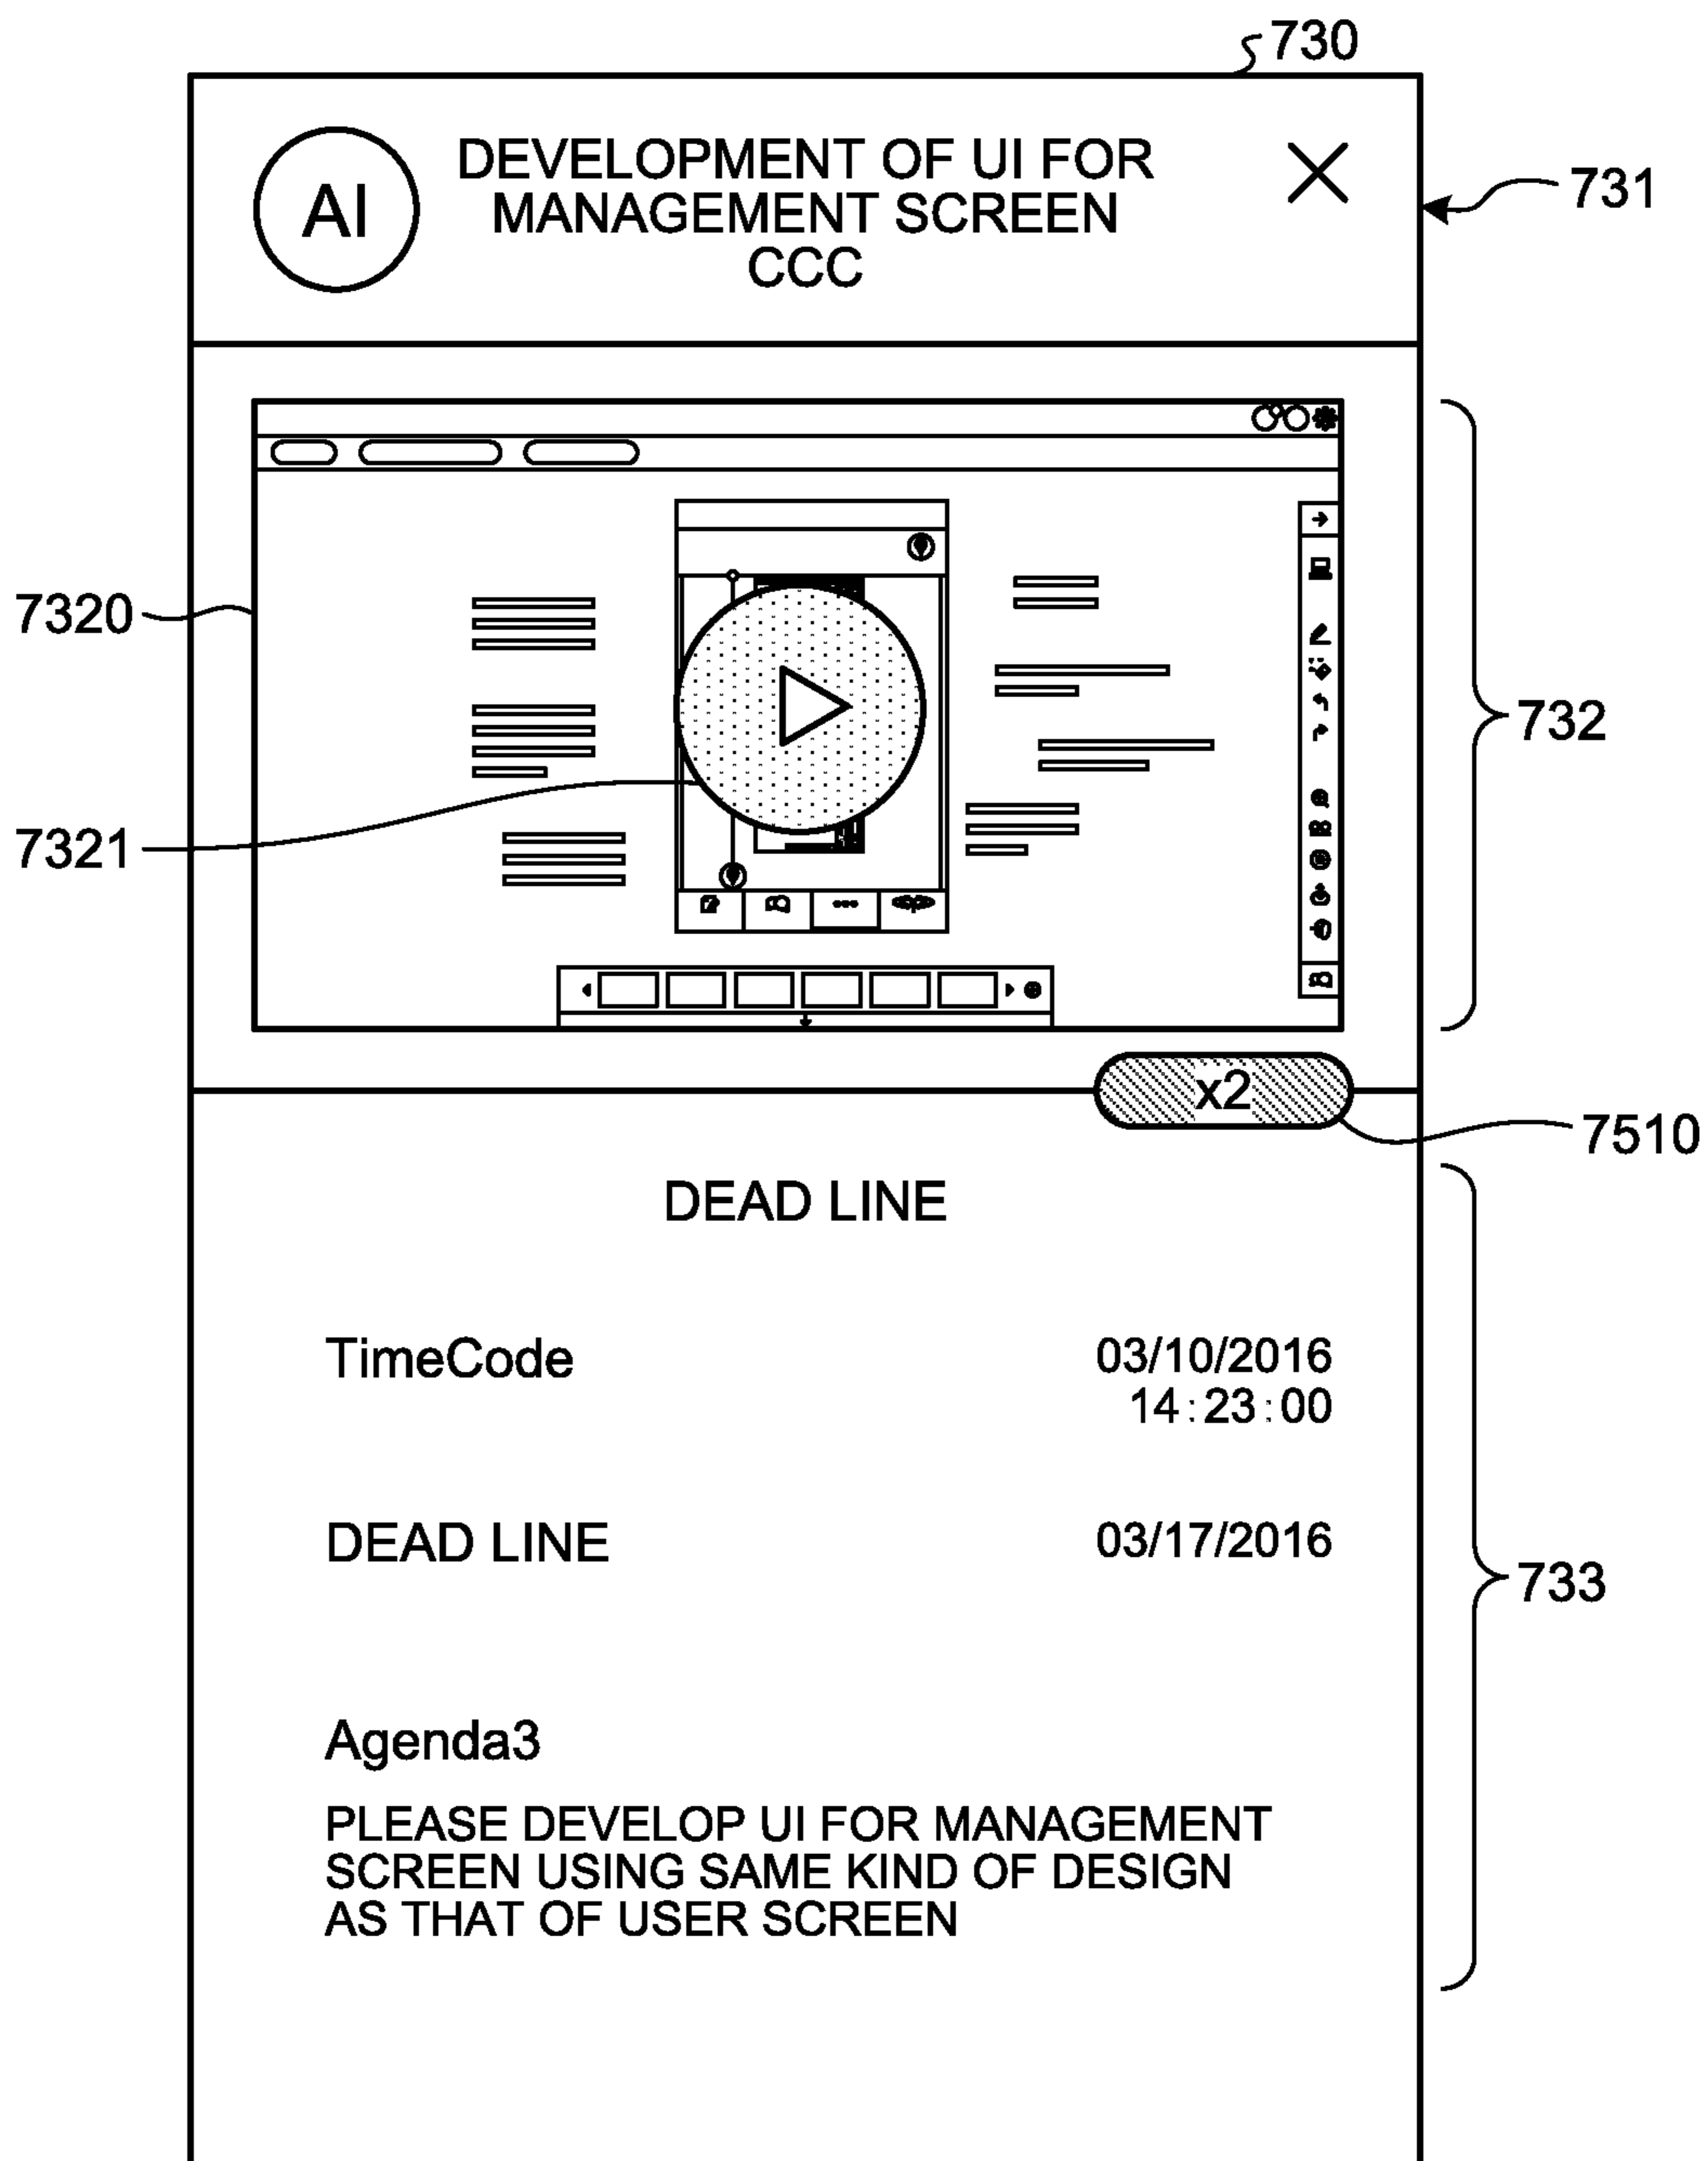 730
AI
DEVELOPMENT OF UI FOR
MANAGEMENT SCREEN
CCC
731
7320
732
7321
x2
7510
DEAD LINE
TimeCode
03/10/2016
14:23:00
DEAD LINE
03/17/2016
733
Agenda3
PLEASE DEVELOP UI FOR MANAGEMENT
SCREEN USING SAME KIND OF DESIGN
AS THAT OF USER SCREEN